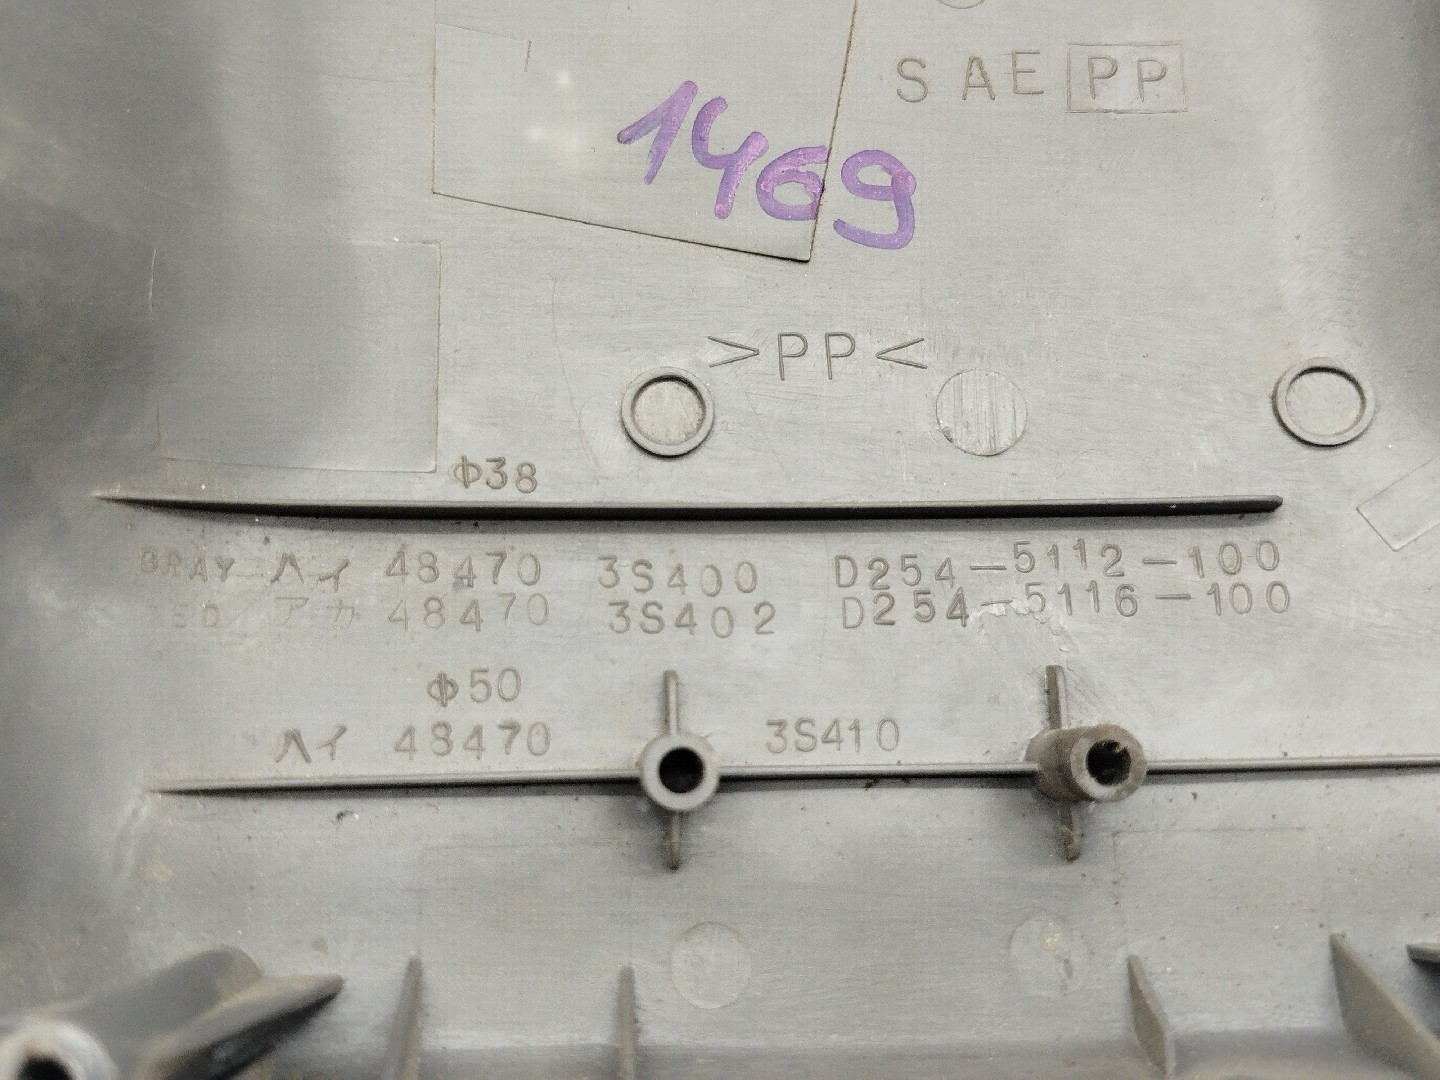 SAE PP
1469
>PP<
Φ38
GRAY ハイ 48470 3S400 D254-5112-100
RED アカ 48470 3S402 D254-5116-100
Φ50
ハイ 48470 3S410